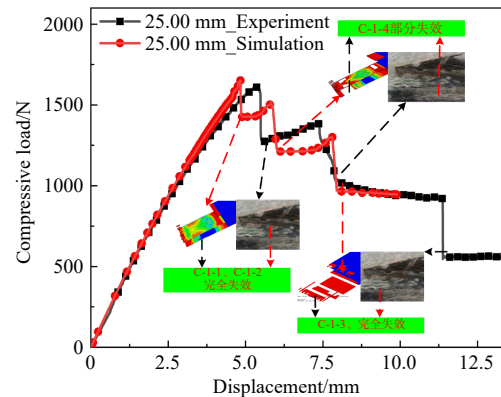 25.00 mm_Experiment
25.00 mm_Simulation
C-1-4部分失效
2000
1500
1000
500
0
Compressive load/N
C-1-1、C-1-2
完全失效
C-1-3、完全失效
0 2.5 5.0 7.5 10.0 12.5
Displacement/mm